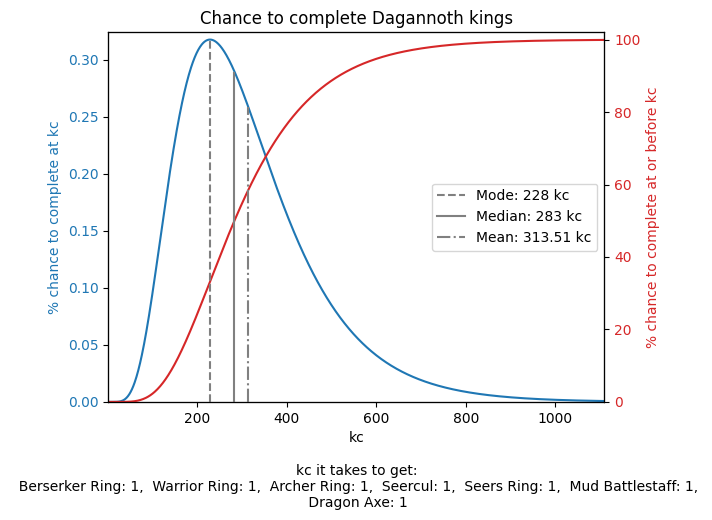 Chance to complete Dagannoth kings
0.30
0.25
0.20
0.15
0.10
0.05
0.00
% chance to complete at kc
100
80
60
40
20
0
% chance to complete at or before kc
Mode: 228 kc
Median: 283 kc
Mean: 313.51 kc
200 400 600 800 1000
kc
kc it takes to get:
Berserker Ring: 1,  Warrior Ring: 1,  Archer Ring: 1,  Seercul: 1,  Seers Ring: 1,  Mud Battlestaff: 1,
Dragon Axe: 1